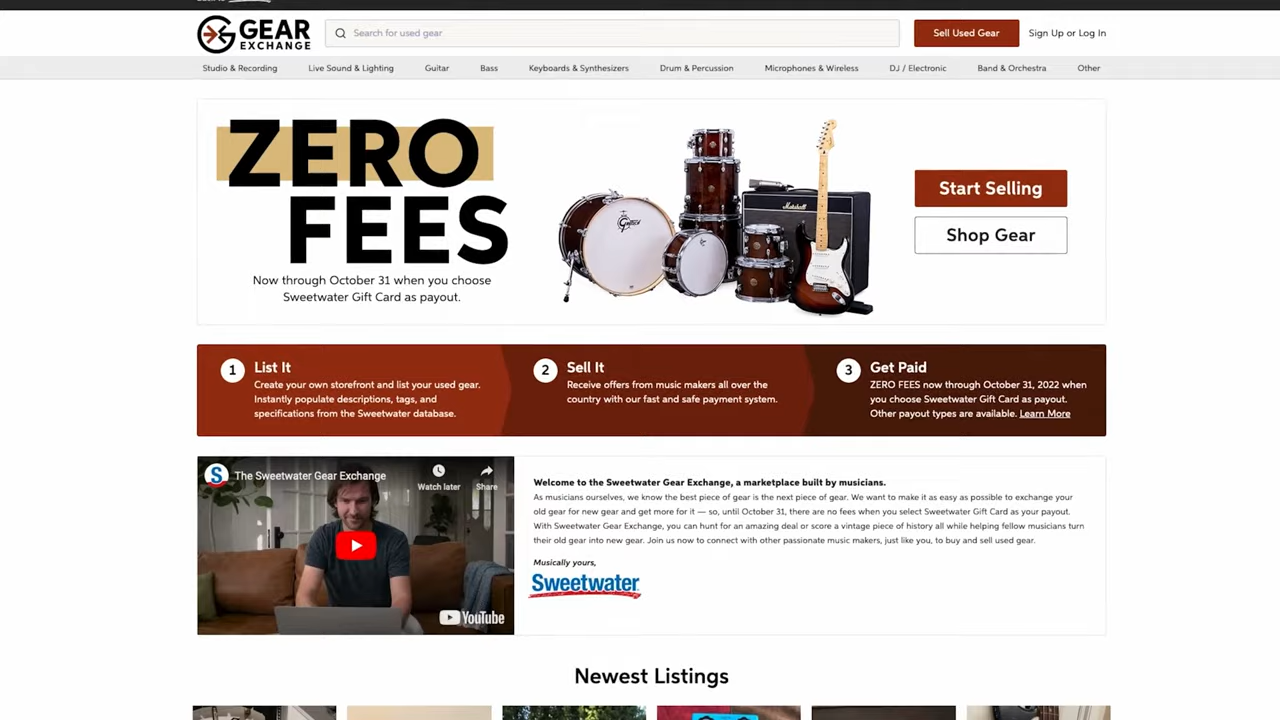 GEAR
EXCHANGE
Search for used gear
Sell Used Gear
Sign Up or Log In
Studio & Recording
Live Sound & Lighting
Guitar
Bass
Keyboards & Synthesizers
Drum & Percussion
Microphones & Wireless
DJ / Electronic
Band & Orchestra
Other
ZERO
FEES
Now through October 31 when you choose
Sweetwater Gift Card as payout.
Gretsch
Marshall
Start Selling
Shop Gear
1 List It
Create your own storefront and list your used gear.
Instantly populate descriptions, tags, and
specifications from the Sweetwater database.
2 Sell It
Receive offers from music makers all over the
country with our fast and safe payment system.
3 Get Paid
ZERO FEES now through October 31, 2022 when
you choose Sweetwater Gift Card as payout.
Other payout types are available. Learn More
S The Sweetwater Gear Exchange
Watch later
Share
YouTube
Welcome to the Sweetwater Gear Exchange, a marketplace built by musicians.
As musicians ourselves, we know the best piece of gear is the next piece of gear. We want to make it as easy as possible to exchange your
old gear for new gear and get more for it — so, until October 31, there are no fees when you select Sweetwater Gift Card as your payout.
With Sweetwater Gear Exchange, you can hunt for an amazing deal or score a vintage piece of history all while helping fellow musicians turn
their old gear into new gear. Join us now to connect with other passionate music makers, just like you, to buy and sell used gear.
Musically yours,
Sweetwater
Newest Listings